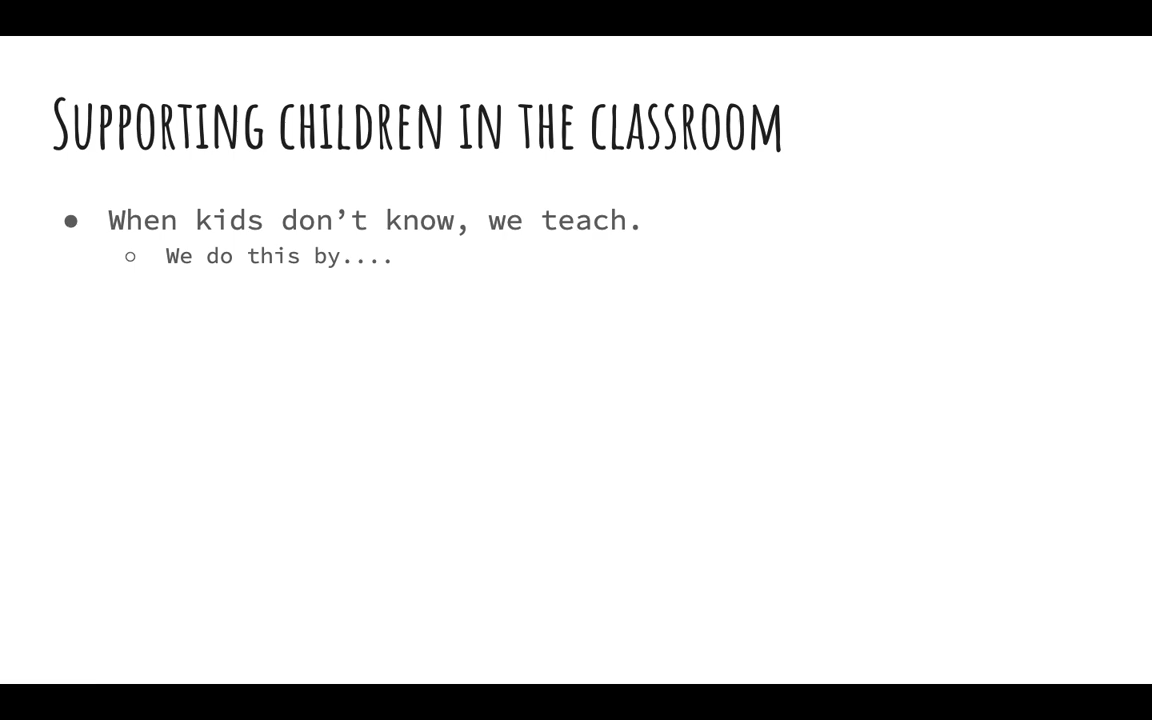 Supporting children in the classroom
● When kids don’t know, we teach.
○ We do this by....